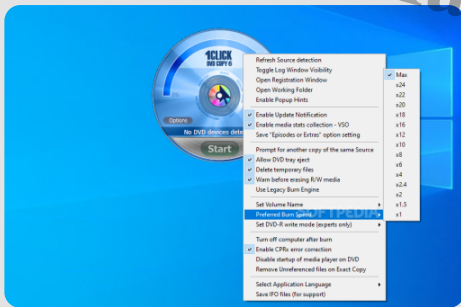 1CLICK
DVD COPY 6
Options
No DVD devices dete
Start
Refresh Source detection
Toggle Log Window Visibility
Open Registration Window
Open Working Folder
Enable Popup Hints
Enable Update Notification
Enable media stats collection - VSO
Save "Episodes or Extras" option setting
Prompt for another copy of the same Source
Allow DVD tray eject
Delete temporary files
Warn before erasing R/W media
Use Legacy Burn Engine
Set Volume Name
Preferred Burn Speed
Set DVD-R write mode (experts only)
Turn off computer after burn
Enable CPRx error correction
Disable startup of media player on DVD
Remove Unreferenced files on Exact Copy
Select Application Language
Save IFO files (for support)
Max
x24
x22
x20
x18
x16
x12
x10
x8
x6
x4
x2.4
x2
x1.5
x1
SOFTPEDIA